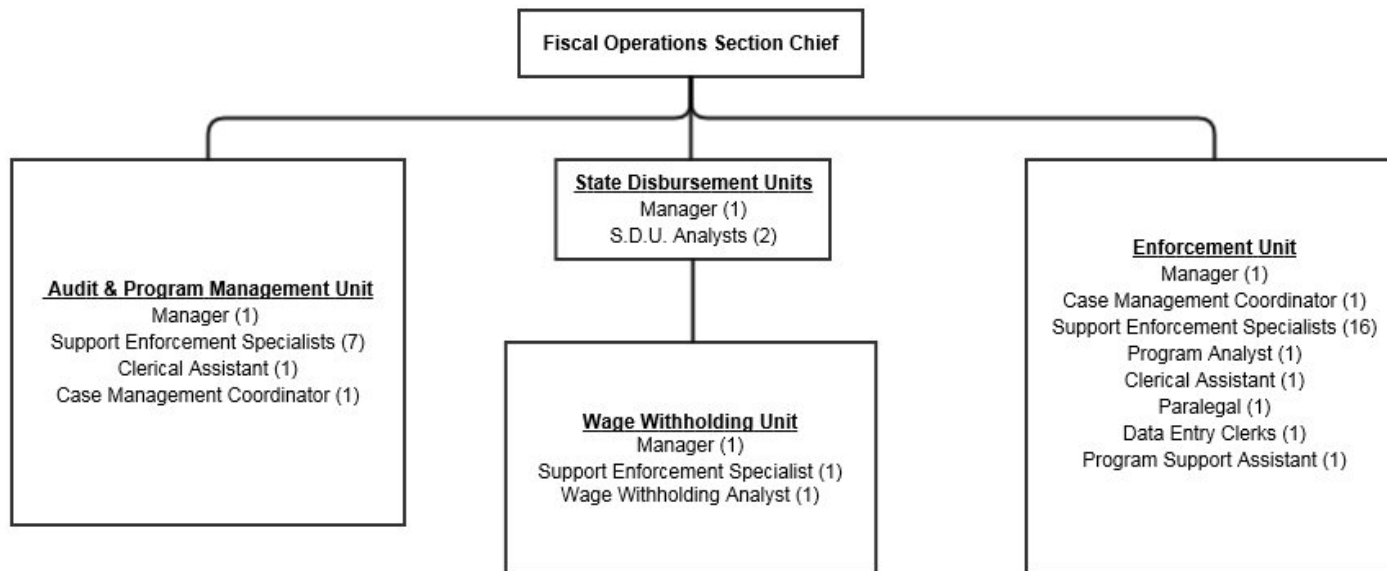 Fiscal Operations Section Chief
Audit & Program Management Unit
Manager (1)
Support Enforcement Specialists (7)
Clerical Assistant (1)
Case Management Coordinator (1)
State Disbursement Units
Manager (1)
S.D.U. Analysts (2)
Wage Withholding Unit
Manager (1)
Support Enforcement Specialist (1)
Wage Withholding Analyst (1)
Enforcement Unit
Manager (1)
Case Management Coordinator (1)
Support Enforcement Specialists (16)
Program Analyst (1)
Clerical Assistant (1)
Paralegal (1)
Data Entry Clerks (1)
Program Support Assistant (1)